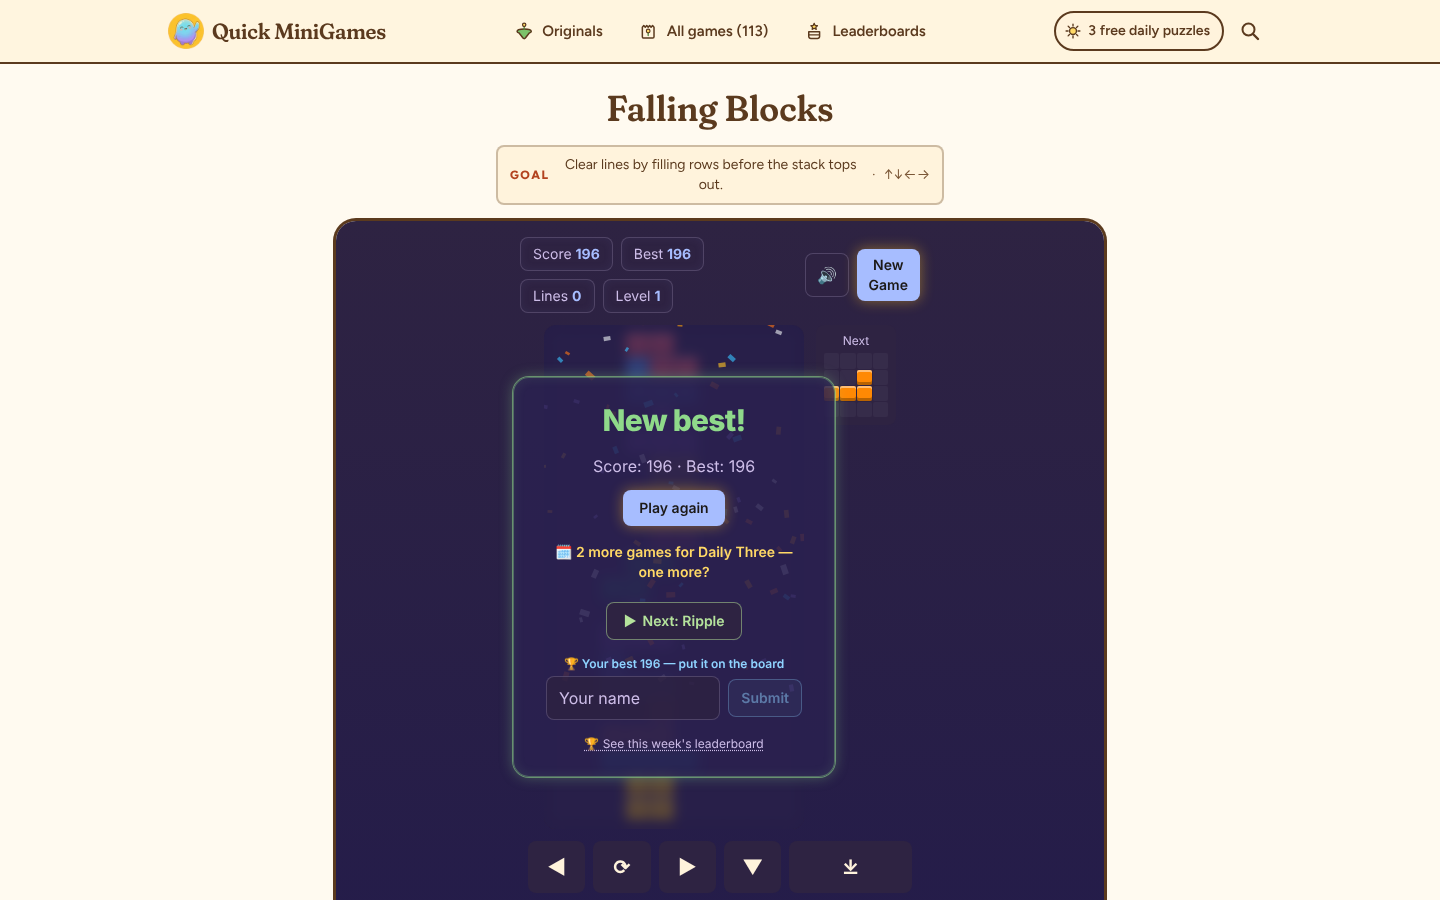 Quick MiniGames
Originals
All games (113)
Leaderboards
3 free daily puzzles
Falling Blocks
GOAL
Clear lines by filling rows before the stack tops
out.
· ↑↓←→
Score 196
Best 196
Lines 0
Level 1
New
Game
Next
New best!
Score: 196 · Best: 196
Play again
🗓️ 2 more games for Daily Three —
one more?
▶ Next: Ripple
🏆 Your best 196 — put it on the board
Your name
Submit
🏆 See this week's leaderboard